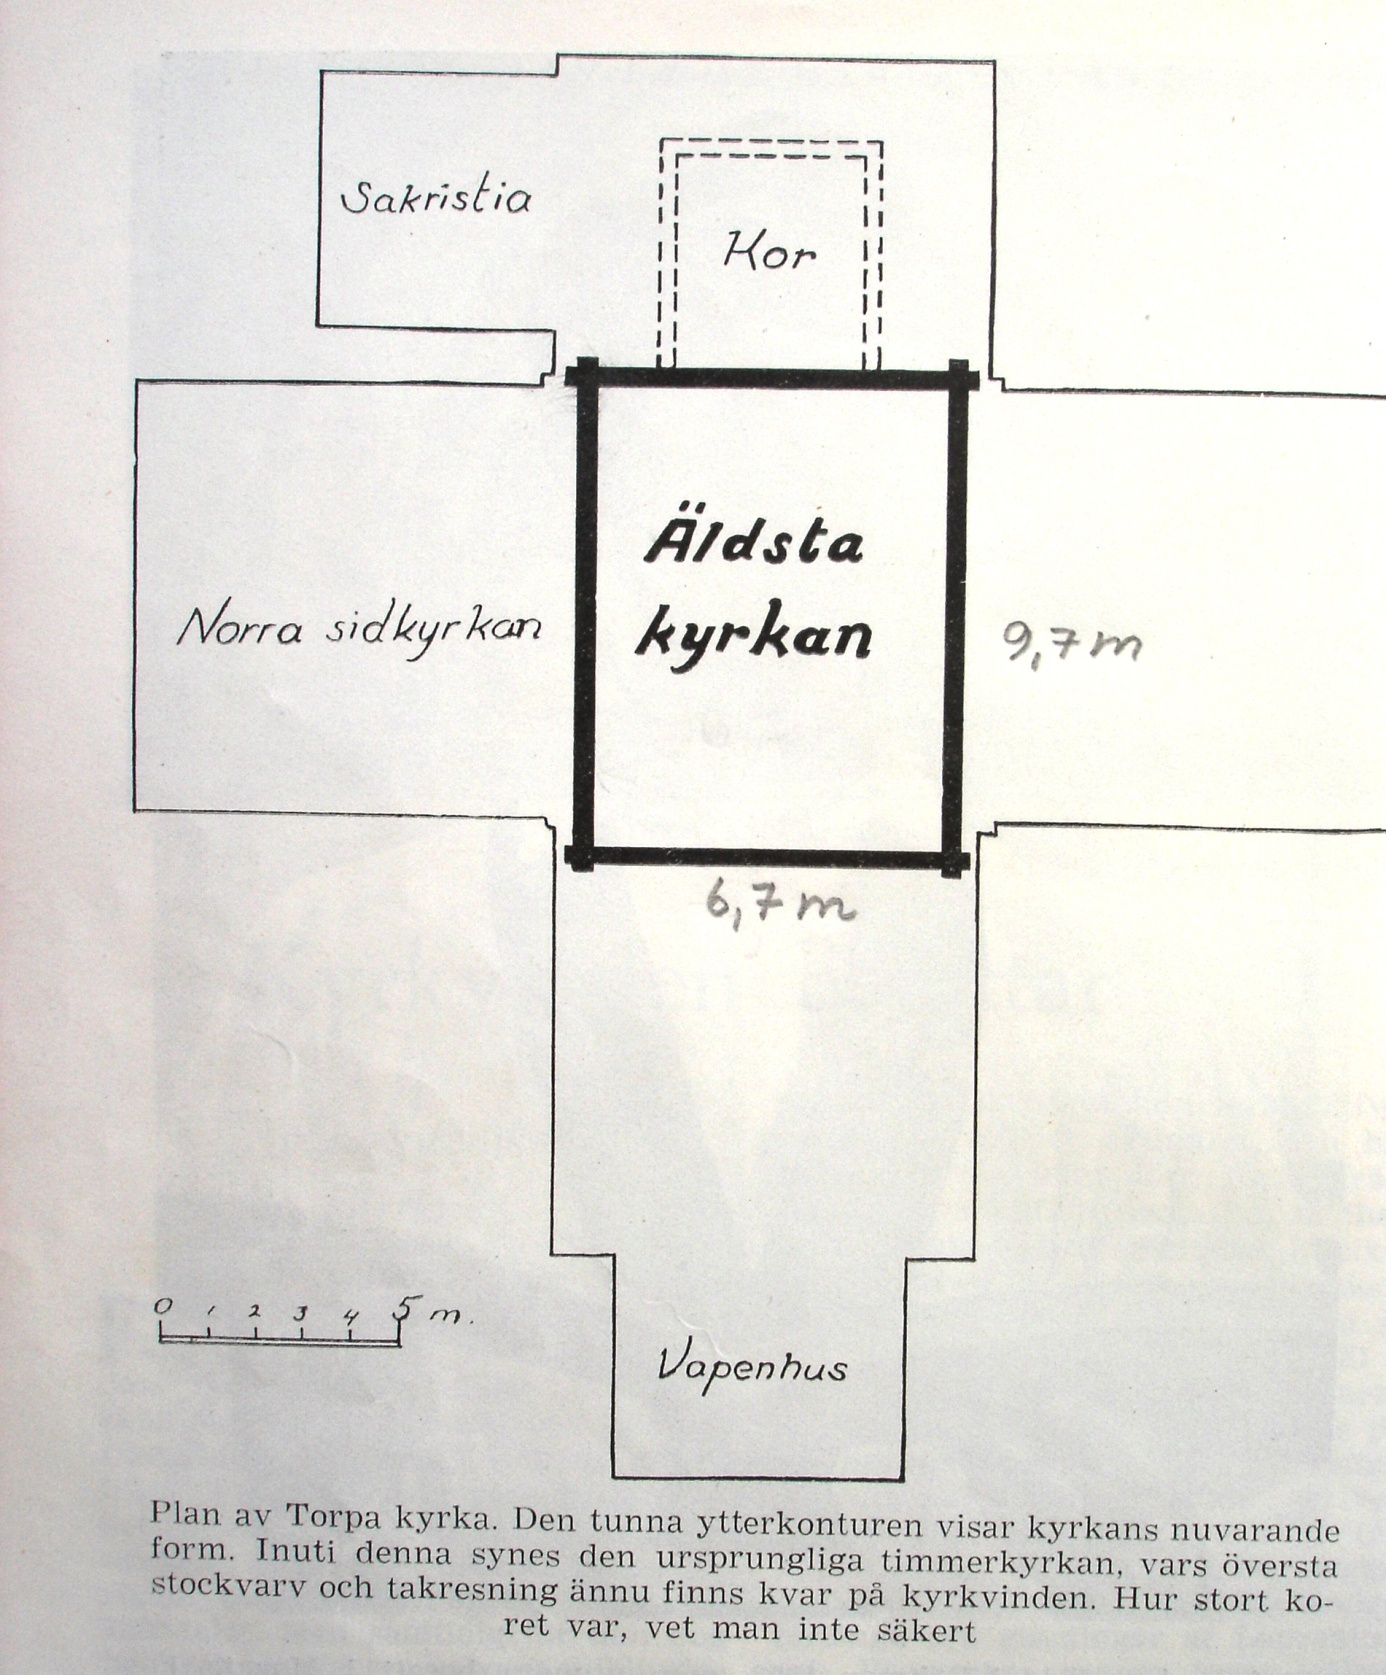 Sakristia
Kor
Äldsta
kyrkan
Norra sidkyrkan
9,7 m
6,7 m
0 1 2 3 4 5 m.
Vapenhus
Plan av Torpa kyrka. Den tunna ytterkonturen visar kyrkans nuvarande
form. Inuti denna synes den ursprungliga timmerkyrkan, vars översta
stockvarv och takresning ännu finns kvar på kyrkvinden. Hur stort ko-
ret var, vet man inte säkert